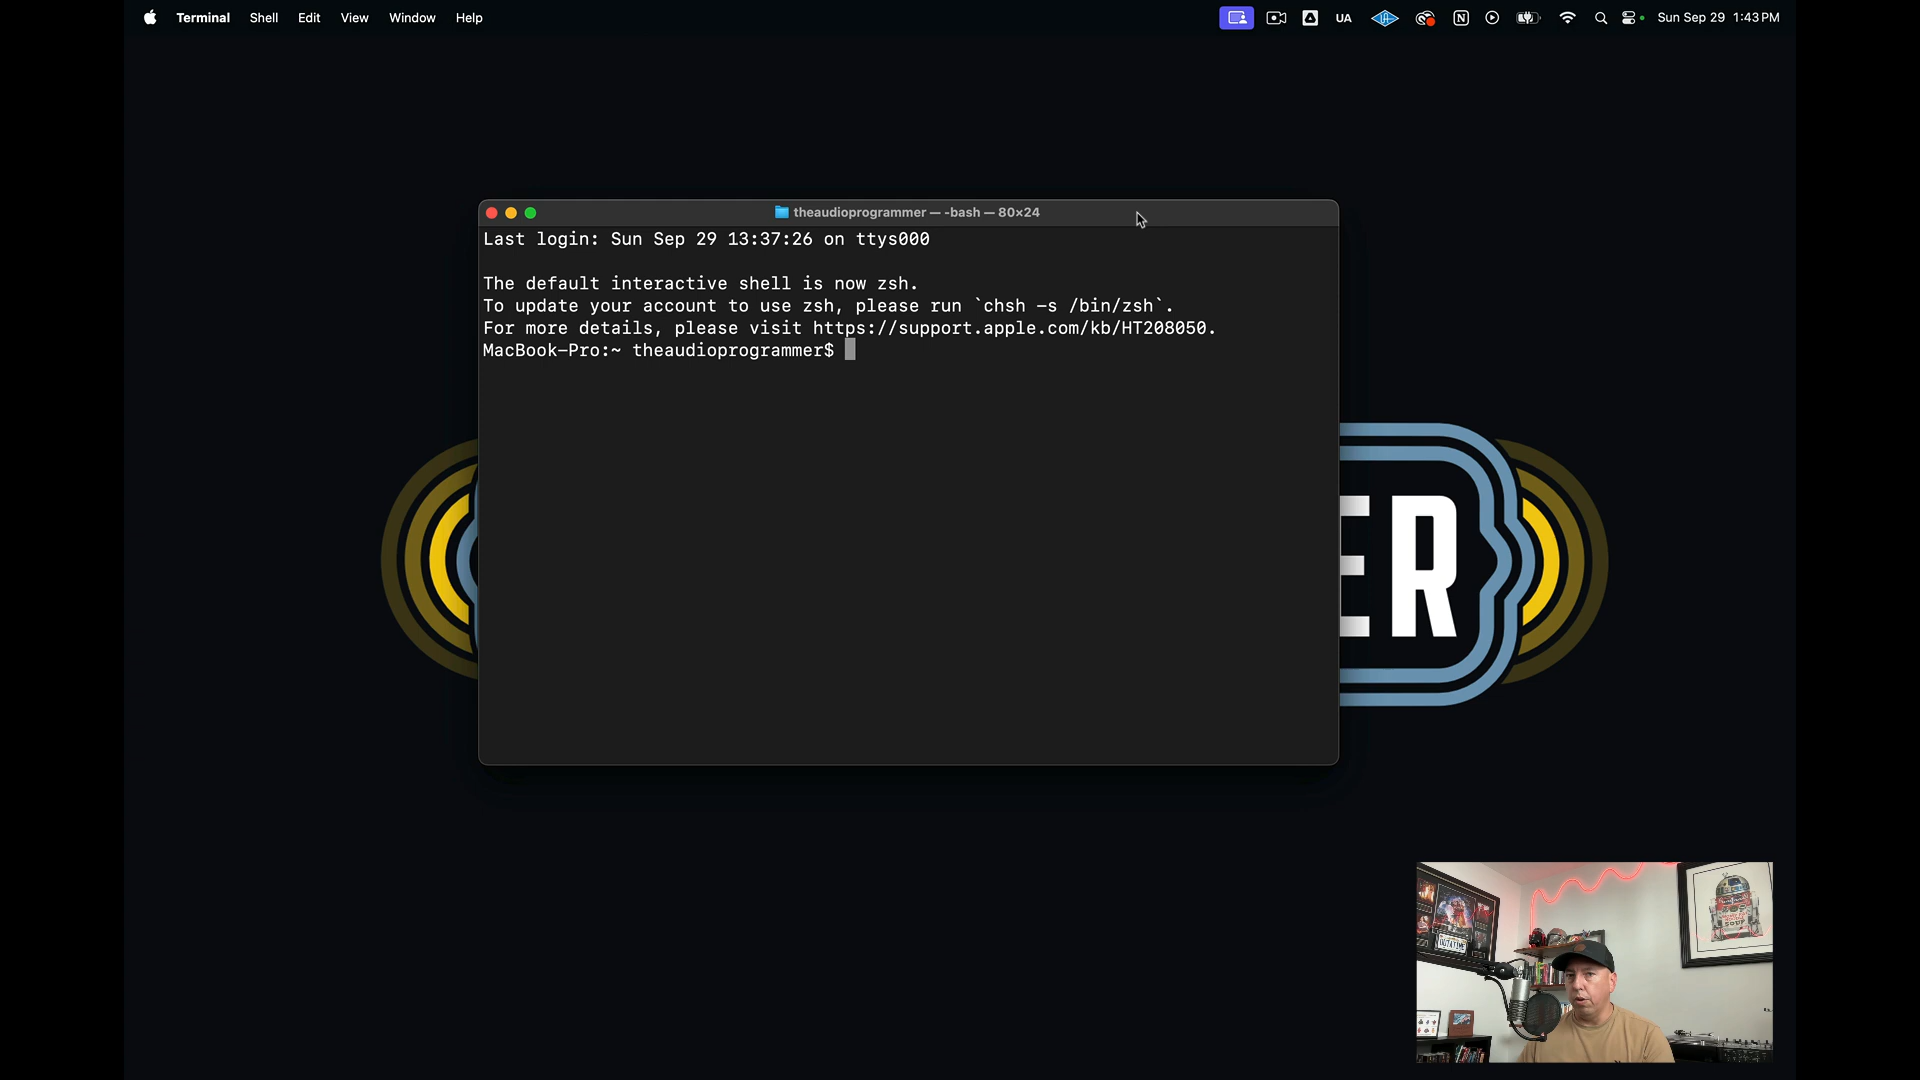 Terminal Shell Edit View Window Help UA N Sun Sep 29 1:43 PM
theaudioprogrammer — -bash — 80×24
Last login: Sun Sep 29 13:37:26 on ttys000
The default interactive shell is now zsh.
To update your account to use zsh, please run `chsh -s /bin/zsh`.
For more details, please visit https://support.apple.com/kb/HT208050.
MacBook-Pro:~ theaudioprogrammer$
ER
OUTATIME
SOUP